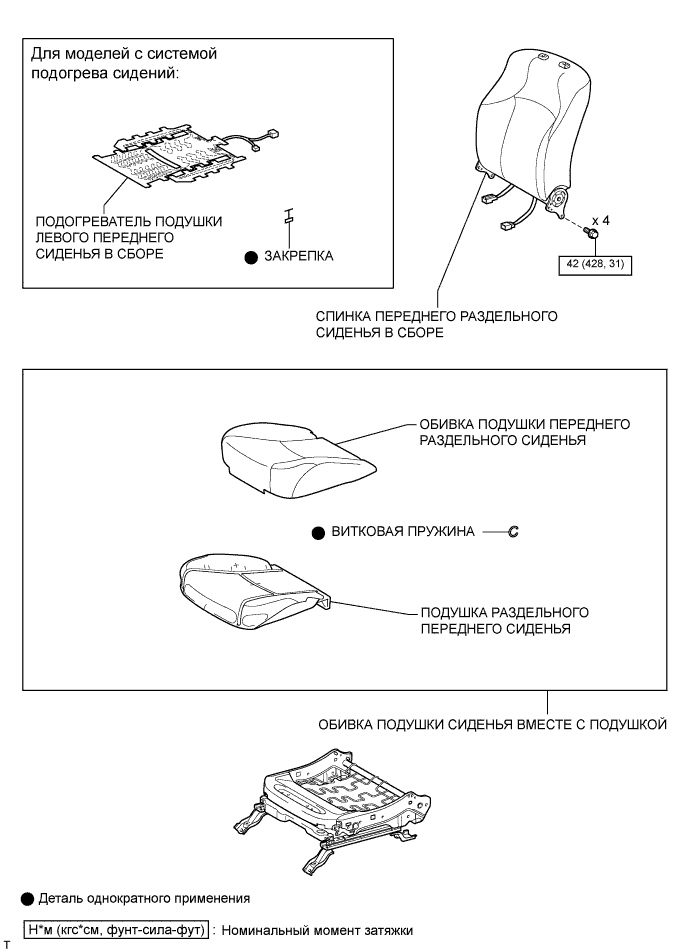 Для моделей с системой
подогрева сидений:
ПОДОГРЕВАТЕЛЬ ПОДУШКИ
ЛЕВОГО ПЕРЕДНЕГО
СИДЕНЬЯ В СБОРЕ
ЗАКРЕПКА
x 4
42 (428, 31)
СПИНКА ПЕРЕДНЕГО РАЗДЕЛЬНОГО
СИДЕНЬЯ В СБОРЕ
ОБИВКА ПОДУШКИ ПЕРЕДНЕГО
РАЗДЕЛЬНОГО СИДЕНЬЯ
ВИТКОВАЯ ПРУЖИНА
ПОДУШКА РАЗДЕЛЬНОГО
ПЕРЕДНЕГО СИДЕНЬЯ
ОБИВКА ПОДУШКИ СИДЕНЬЯ ВМЕСТЕ С ПОДУШКОЙ
Деталь однократного применения
Н*м (кгс*см, фунт-сила-фут) : Номинальный момент затяжки
T